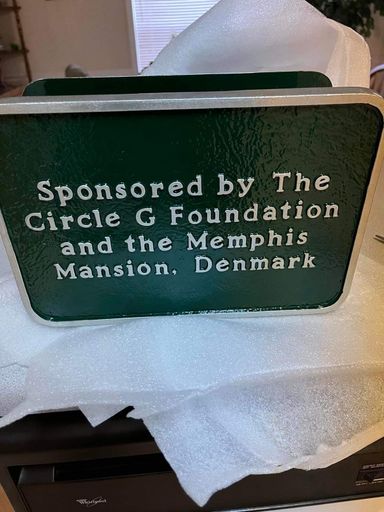 Sponsored by The
Circle G Foundation
and the Memphis
Mansion, Denmark
Whirlpool